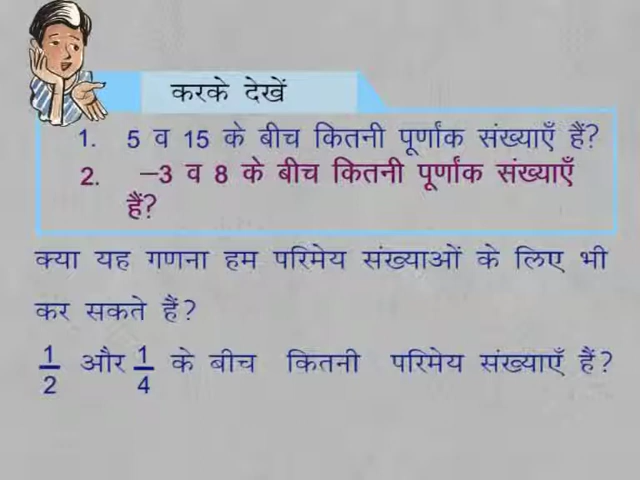 करके देखें
1. 5 व 15 के बीच कितनी पूर्णांक संख्याएँ हैं?
2. –3 व 8 के बीच कितनी पूर्णांक संख्याएँ
हैं?
क्या यह गणना हम परिमेय संख्याओं के लिए भी
कर सकते हैं?
1/2 और 1/4 के बीच कितनी परिमेय संख्याएँ हैं?